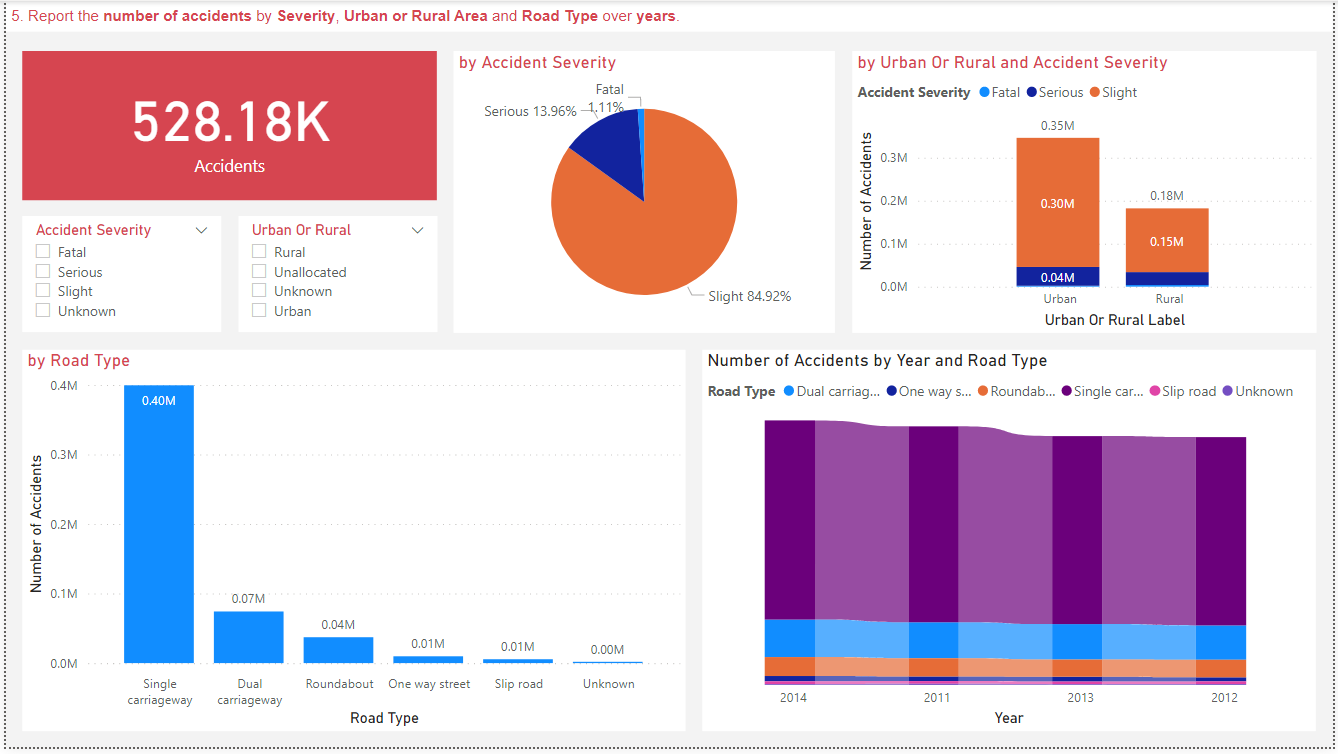 5. Report the number of accidents by Severity, Urban or Rural Area and Road Type over years.
528.18K
Accidents
Accident Severity
Fatal
Serious
Slight
Unknown
Urban Or Rural
Rural
Unallocated
Unknown
Urban
by Accident Severity
Fatal
1.11%
Serious 13.96%
Slight 84.92%
by Urban Or Rural and Accident Severity
Accident Severity Fatal Serious Slight
Number of Accidents
0.3M
0.2M
0.1M
0.0M
0.35M
0.30M
0.04M
0.18M
0.15M
Urban Rural
Urban Or Rural Label
by Road Type
Number of Accidents
0.4M
0.3M
0.2M
0.1M
0.0M
0.40M
0.07M
0.04M
0.01M
0.01M
0.00M
Single
carriageway
Dual
carriageway
Roundabout
One way street
Slip road
Unknown
Road Type
Number of Accidents by Year and Road Type
Road Type Dual carriag... One way s... Roundab... Single car... Slip road Unknown
2014 2011 2013 2012
Year